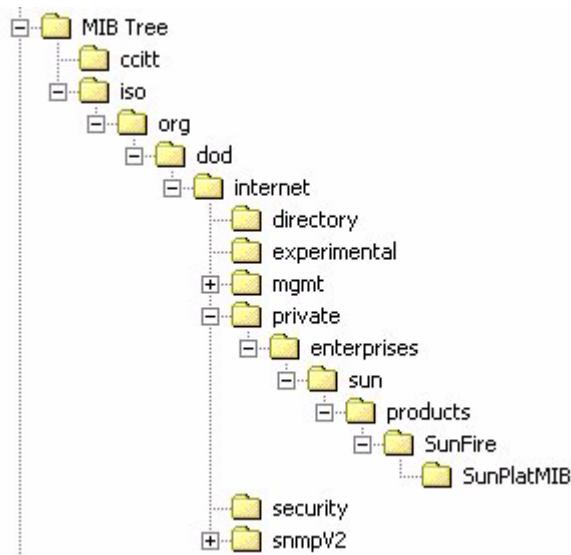 MIB Tree
ccitt
iso
org
dod
internet
directory
experimental
mgmt
private
enterprises
sun
products
SunFire
SunPlatMIB
security
snmpV2